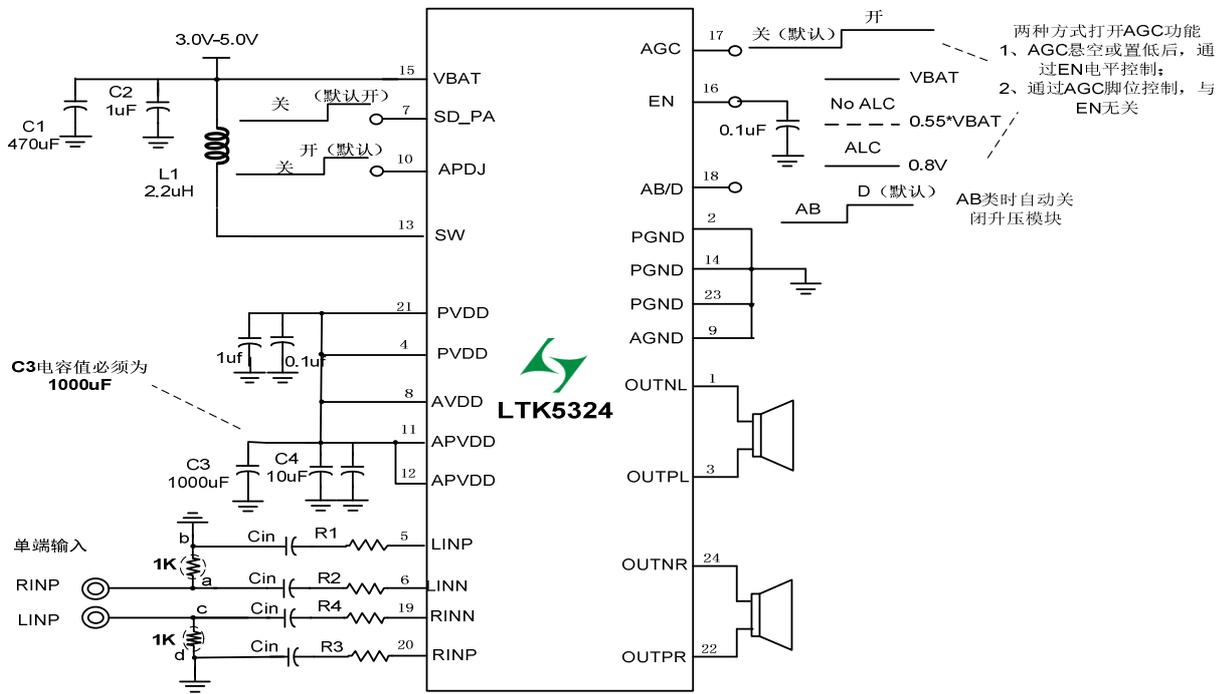 3.0V-5.0V
C1
470uF
C2
1uF
L1
2.2uH
15
VBAT
关
(默认开)
7
SD_PA
开 (默认)
关
10
APDJ
13
SW
21
PVDD
1uf
0.1uf
4
PVDD
8
AVDD
C3电容值必须为
1000uF
11
APVDD
C3
1000uF
C4
10uF
12
APVDD
LTK5324
单端输入
b
1K
a
Cin
R1
5
LINP
RINP
Cin
R2
6
LINN
LINP
c
Cin
R4
19
RINN
1K
d
Cin
R3
20
RINP
AGC
17
关(默认)
开
两种方式打开AGC功能
1、AGC悬空或置低后,通
过EN电平控制;
2、通过AGC脚位控制,与
EN无关
EN
16
0.1uF
VBAT
No ALC
0.55*VBAT
ALC
0.8V
AB/D
18
AB
D(默认)
AB类时自动关
闭升压模块
2
PGND
PGND
14
PGND
23
AGND
9
OUTNL
1
OUTPL
3
OUTNR
24
OUTPR
22